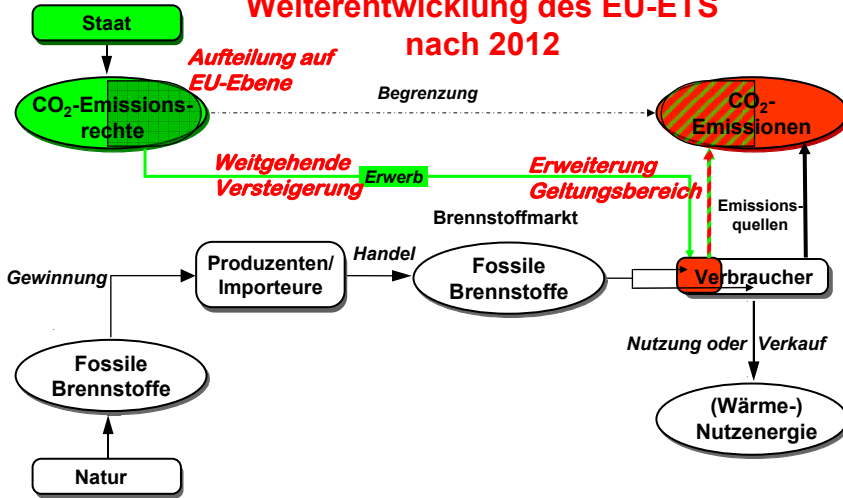 Weiterentwicklung des EU-ETS
nach 2012
Staat
Aufteilung auf
EU-Ebene
CO₂-Emissions-
rechte
Begrenzung
CO₂-
Emissionen
Weitgehende
Versteigerung
Erwerb
Erweiterung
Geltungsbereich
Emissions-
quellen
Brennstoffmarkt
Gewinnung
Produzenten/
Importeure
Handel
Fossile
Brennstoffe
Verbraucher
Nutzung oder
Verkauf
Fossile
Brennstoffe
(Wärme-)
Nutzenergie
Natur